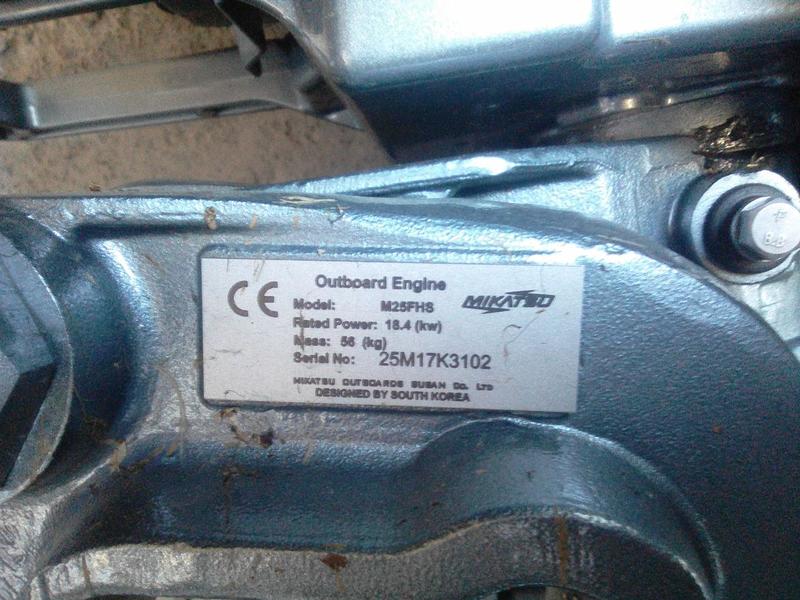 CE
Outboard Engine
Model: M25FHS
MIKATSU
Rated Power: 18.4 (kw)
Mass: 56 (kg)
Serial No: 25M17K3102
MIKATSU OUTBOARDS BUSAN CO. LTD
DESIGNED BY SOUTH KOREA